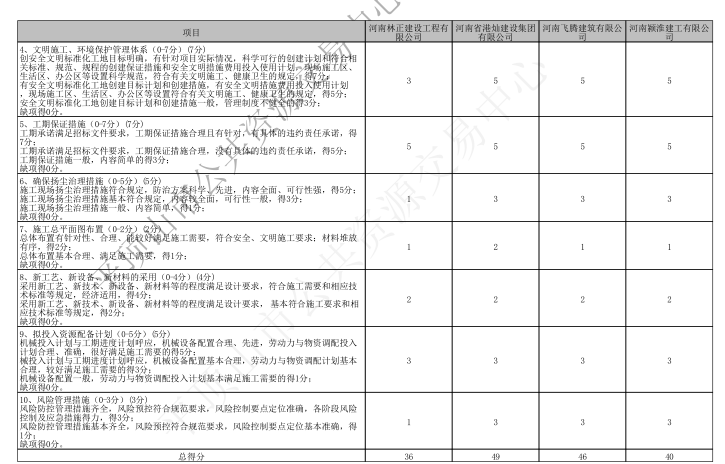 项目 河南林正建设工程有限公司 河南省港灿建设集团有限公司 河南飞腾建筑有限公司 河南颍淮建工有限公司
4、文明施工、环境保护管理体系（0-7分）(7分)
创安全文明标准化工地目标明确，有针对项目实际情况，科学可行的创建计划和符合相
关标准、规范、规程的创建保证措施和安全文明措施费用投入使用计划，现场施工区、
生活区、办公区等设置科学规范，符合有关文明施工、健康卫生的规定，得7分；
有安全文明标准化工地创建目标计划和创建措施，有安全文明措施费用投入使用计划
，现场施工区、生活区、办公区等设置符合有关文明施工、健康卫生的规定，得5分；
安全文明标准化工地创建目标计划和创建措施一般，管理制度不健全的得3分；
缺项得0分。
3 5 5 5
5、工期保证措施（0-7分）(7分)
工期承诺满足招标文件要求，工期保证措施合理且有针对，有具体的违约责任承诺，得
7分；
工期承诺满足招标文件要求，工期保证措施合理，没有具体的违约责任承诺，得5分；
工期保证措施一般，内容简单的得3分；
缺项得0分。
5 5 5 5
6、确保扬尘治理措施（0-5分）(5分)
施工现场扬尘治理措施符合规定，防治方案科学、先进，内容全面、可行性强，得5分；
施工现场扬尘治理措施基本符合规定，内容较全面，可行性一般，得3分；
施工现场扬尘治理措施一般、内容简单，得1分；
缺项得0分。
1 3 3 3
7、施工总平面图布置（0-2分）(2分)
总体布置有针对性、合理、能较好满足施工需要，符合安全、文明施工要求；材料堆放
有序，得2分；
总体布置基本合理、满足施工需要，得1分；
缺项得0分。
1 2 1 1
8、新工艺、新设备、新材料的采用（0-4分）(4分)
采用新工艺、新技术、新设备、新材料等的程度满足设计要求，符合施工需要和相应技
术标准等规定，经济适用，得4分；
采用新工艺、新技术、新设备、新材料等的程度满足设计要求， 基本符合施工要求和相
应技术标准等规定，得2分；
缺项得0分。
2 2 2 2
9、拟投入资源配备计划（0-5分）(5分)
机械投入计划与工期进度计划呼应，机械设备配置合理、先进，劳动力与物资调配投入
计划合理、准确，很好满足施工需要的得5分；
械投入计划与工期进度计划呼应，机械设备配置基本合理，劳动力与物资调配计划基本
合理，较好满足施工需要的得3分；
机械设备配置一般，劳动力与物资调配投入计划基本满足施工需要的得1分；
缺项得0分。
3 3 3 3
10、风险管理措施（0-3分）(3分)
风险防控管理措施齐全，风险预控符合规范要求，风险控制要点定位准确，各阶段风险
控制及应急措施得力，得3分；
风险防控管理措施基本齐全，风险预控符合规范要求，风险控制要点定位基本准确，得
1分；
缺项得0分。
1 3 3 3
总得分 36 49 46 40